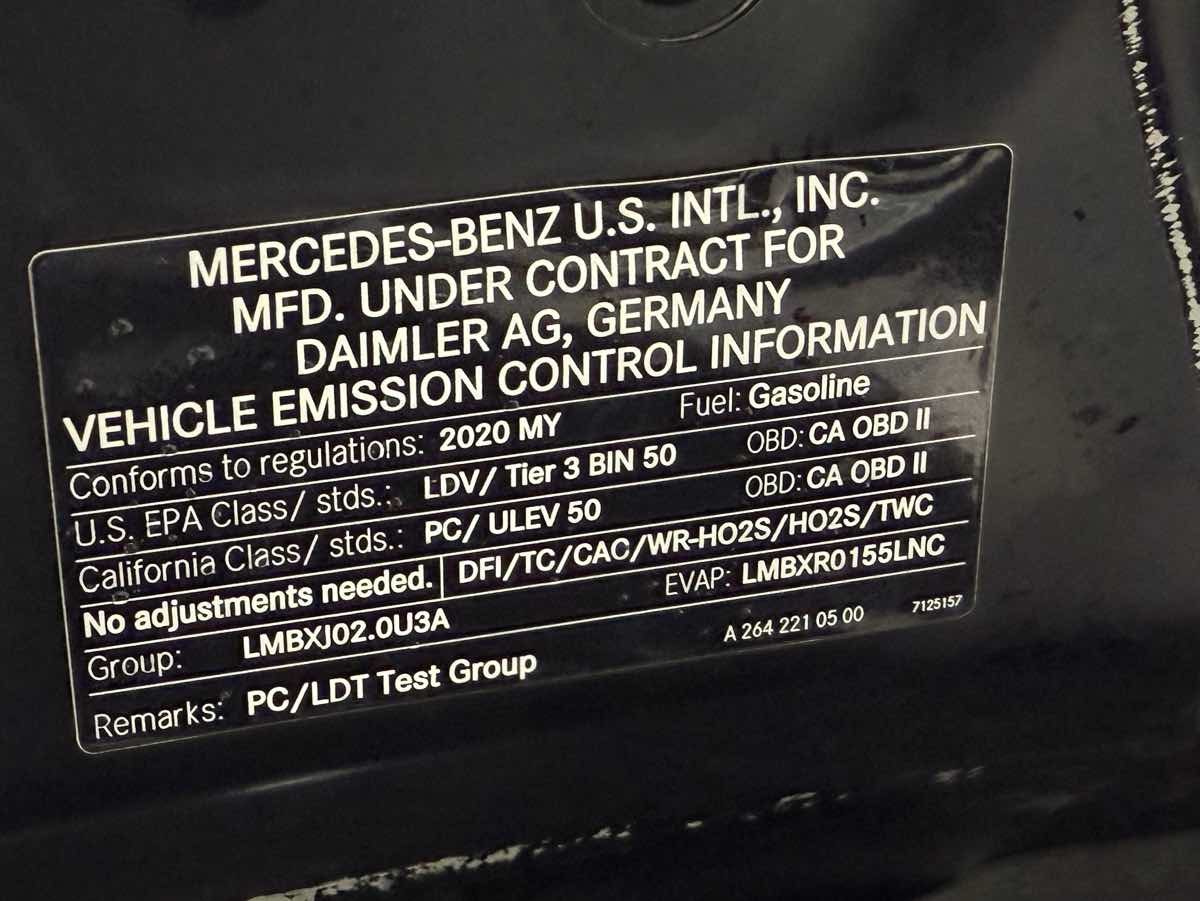 MERCEDES-BENZ U.S. INTL., INC.
MFD. UNDER CONTRACT FOR
DAIMLER AG, GERMANY
VEHICLE EMISSION CONTROL INFORMATION
Conforms to regulations: 2020 MY Fuel: Gasoline
U.S. EPA Class/ stds.: LDV/ Tier 3 BIN 50 OBD: CA OBD II
California Class/ stds.: PC/ ULEV 50 OBD: CA OBD II
No adjustments needed. DFI/TC/CAC/WR-HO2S/HO2S/TWC
Group: LMBXJ02.0U3A EVAP: LMBXR0155LNC
Remarks: PC/LDT Test Group A 264 221 05 00 7125157